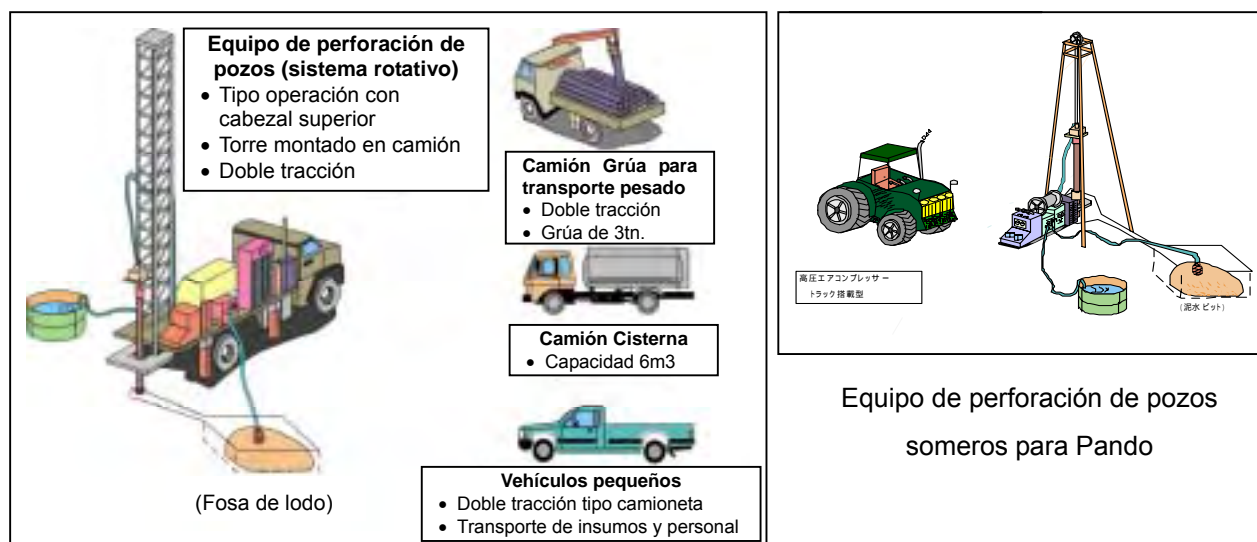 Equipo de perforación de
pozos (sistema rotativo)
• Tipo operación con
cabezal superior
• Torre montado en camión
• Doble tracción
(Fosa de lodo)
Camión Grúa para
transporte pesado
• Doble tracción
• Grúa de 3tn.
Camión Cisterna
• Capacidad 6m3
Vehículos pequeños
• Doble tracción tipo camioneta
• Transporte de insumos y personal
高圧エアコンプレッサー
トラック搭載型
(泥水ピット)
Equipo de perforación de pozos
someros para Pando